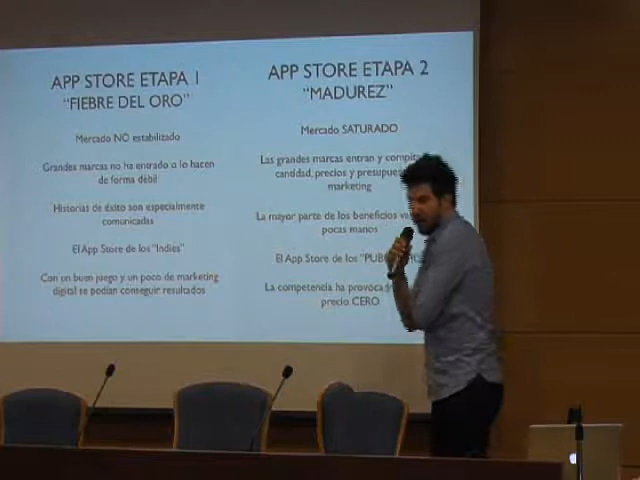 APP STORE ETAPA 1
"FIEBRE DEL ORO"
Mercado NO estabilizado
Grandes marcas no ha entrado o lo hacen
de forma débil
Historias de éxito son especialmente
comunicadas
El App Store de los "Indies"
Con un buen juego y un poco de marketing
digital se podían conseguir resultados
APP STORE ETAPA 2
"MADUREZ"
Mercado SATURADO
Las grandes marcas entran y
cantidad, precios y
marketing
La mayor parte de los beneficios
pocas manos
El App Store de los
La competencia ha
precio CERO